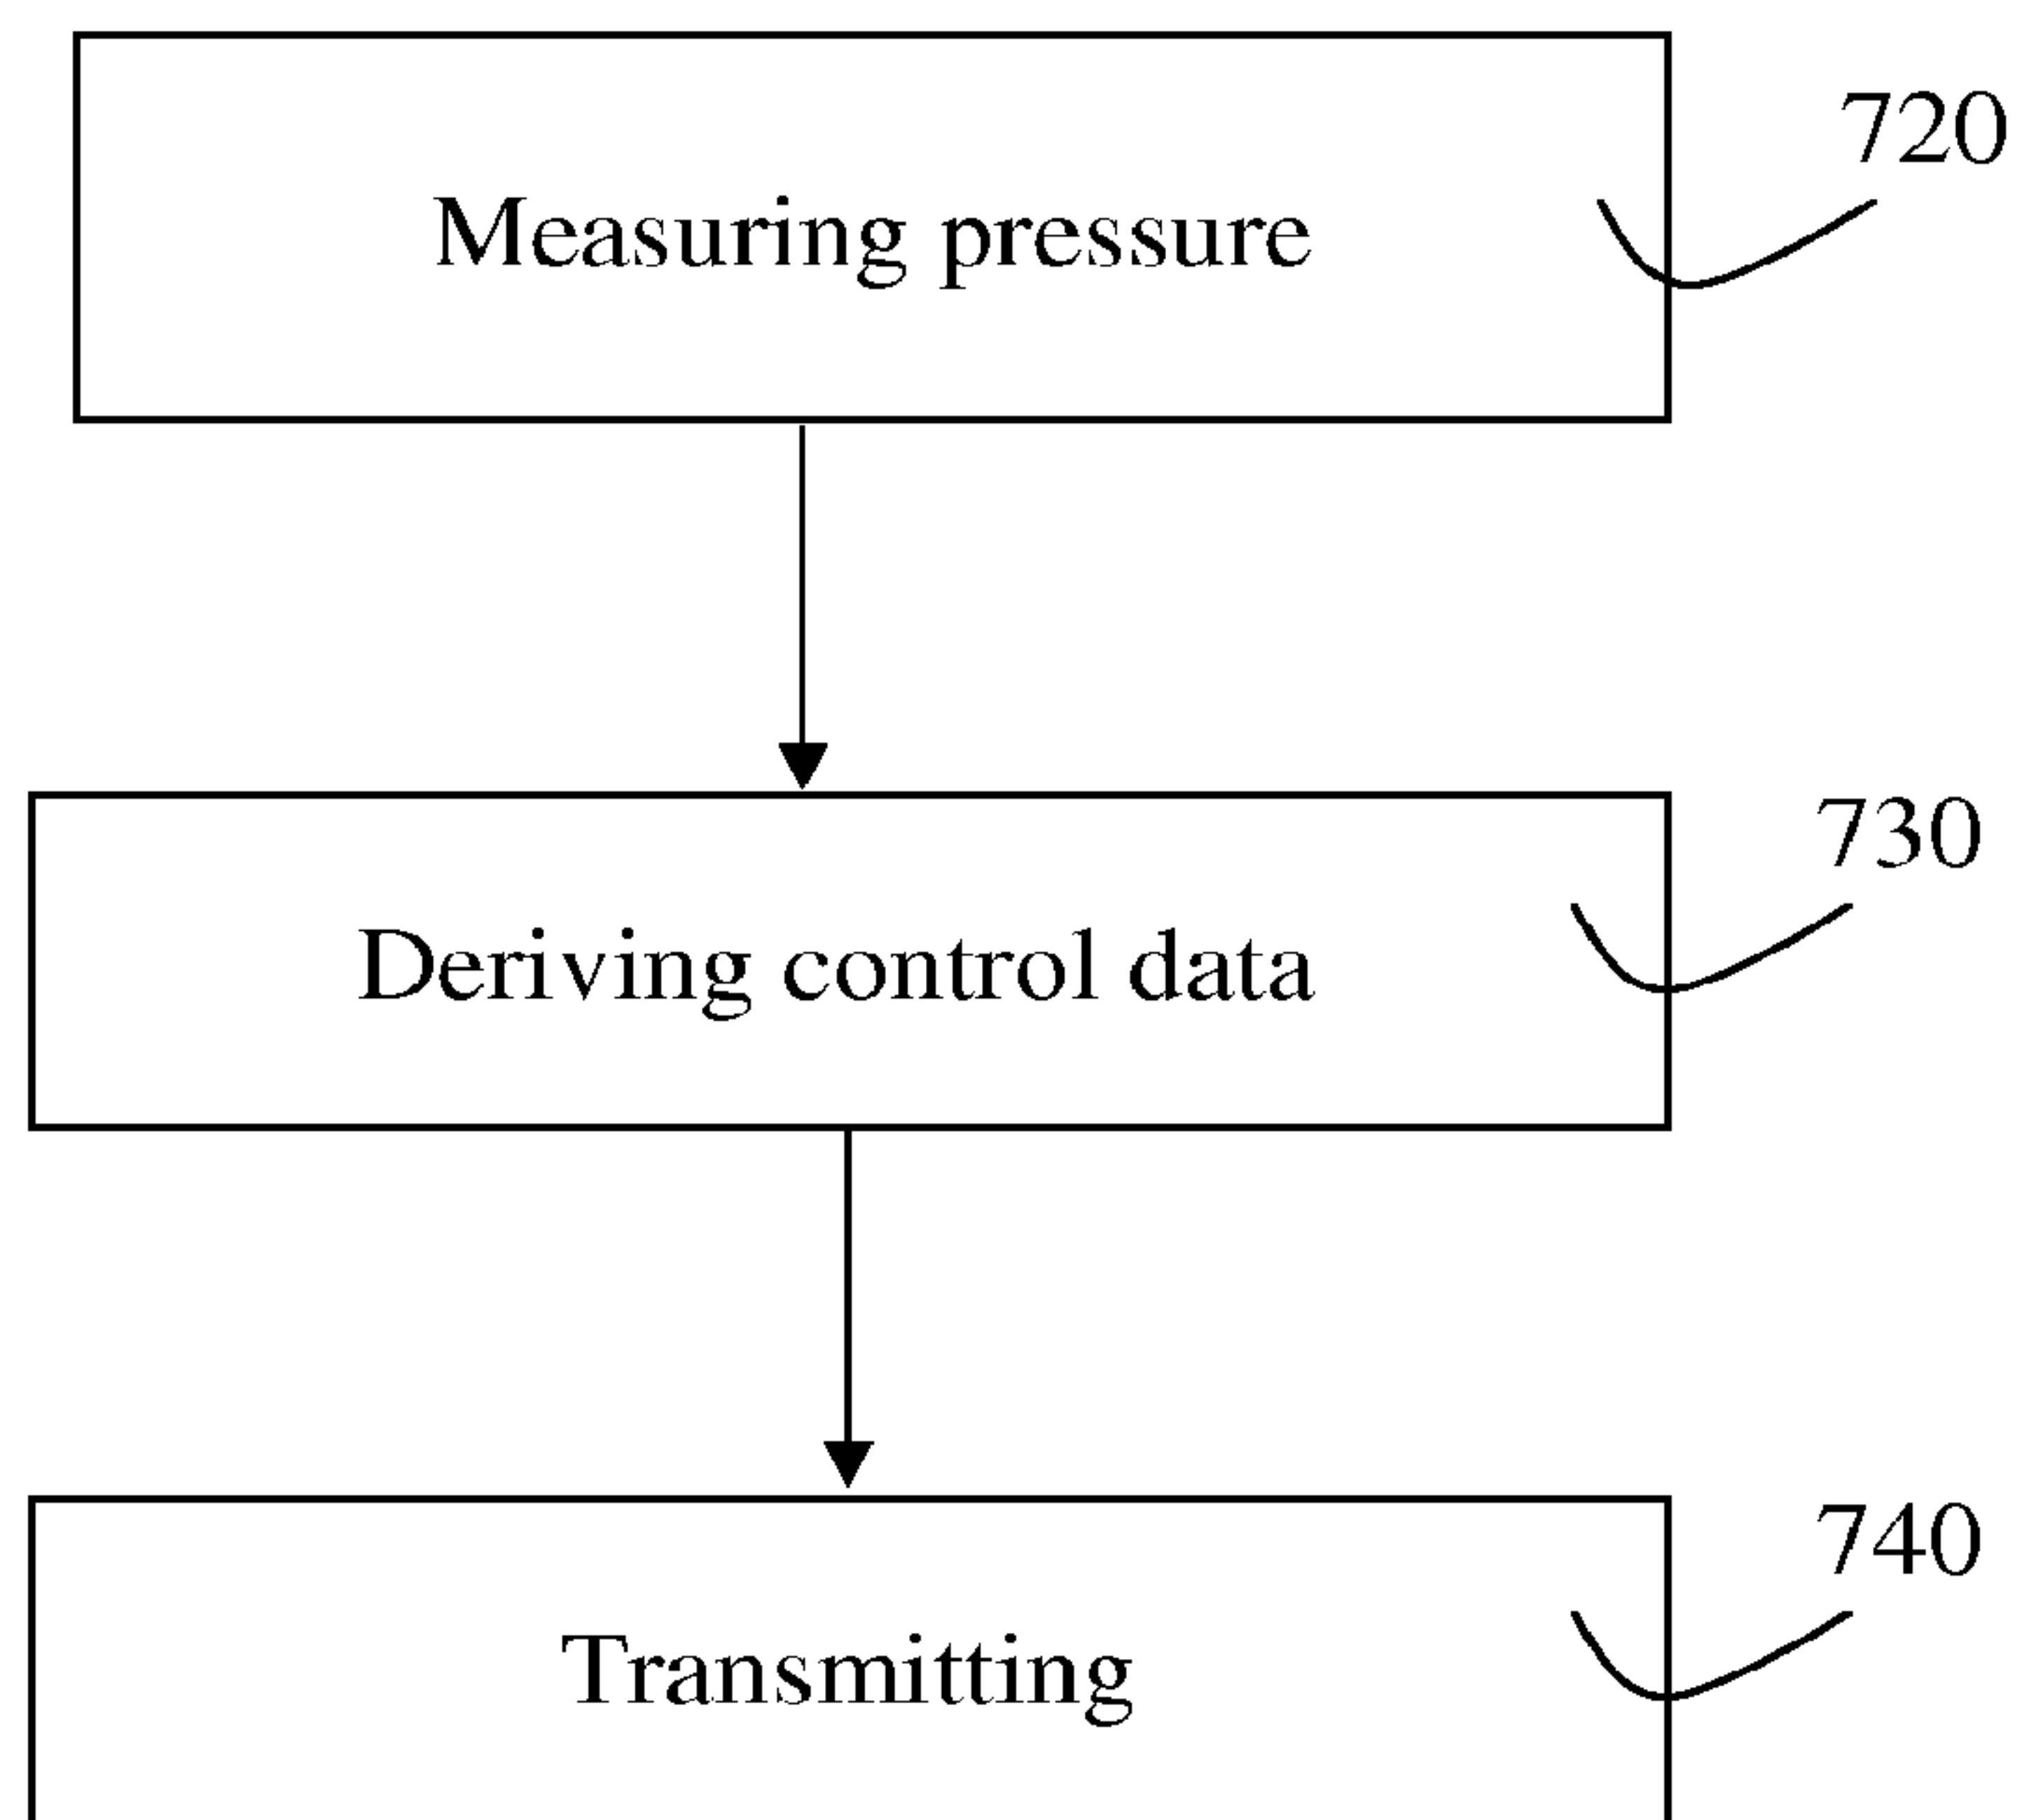 720
Measuring pressure
730
Deriving control data
740
Transmitting